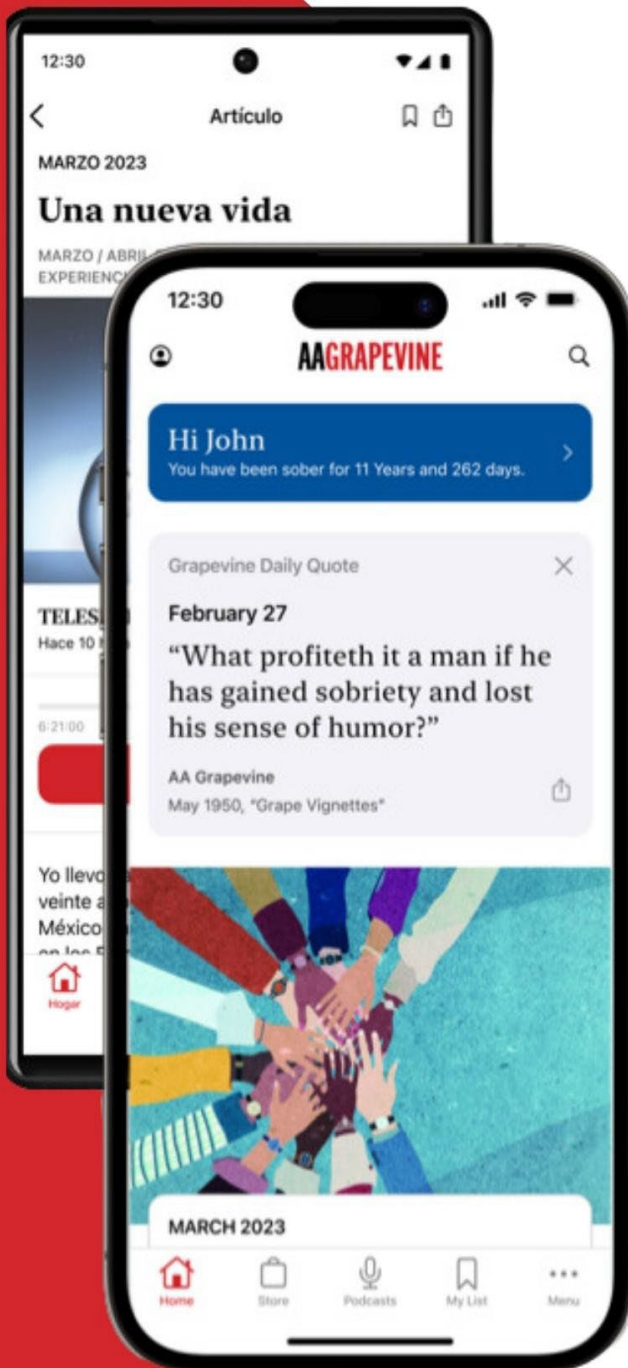 12:30
Artículo
MARZO 2023
Una nueva vida
MARZO / ABRIL
6:21:00
Hace 10
Yo llevo
veinte a
México
Hogar
12:30
AAGRAPEVINE
Hi John
You have been sober for 11 Years and 262 days.
Grapevine Daily Quote
February 27
“What profiteth it a man if he
has gained sobriety and lost
his sense of humor?”
AA Grapevine
May 1950, "Grape Vignettes"
MARCH 2023
Home
Store
Podcasts
My List
Menu